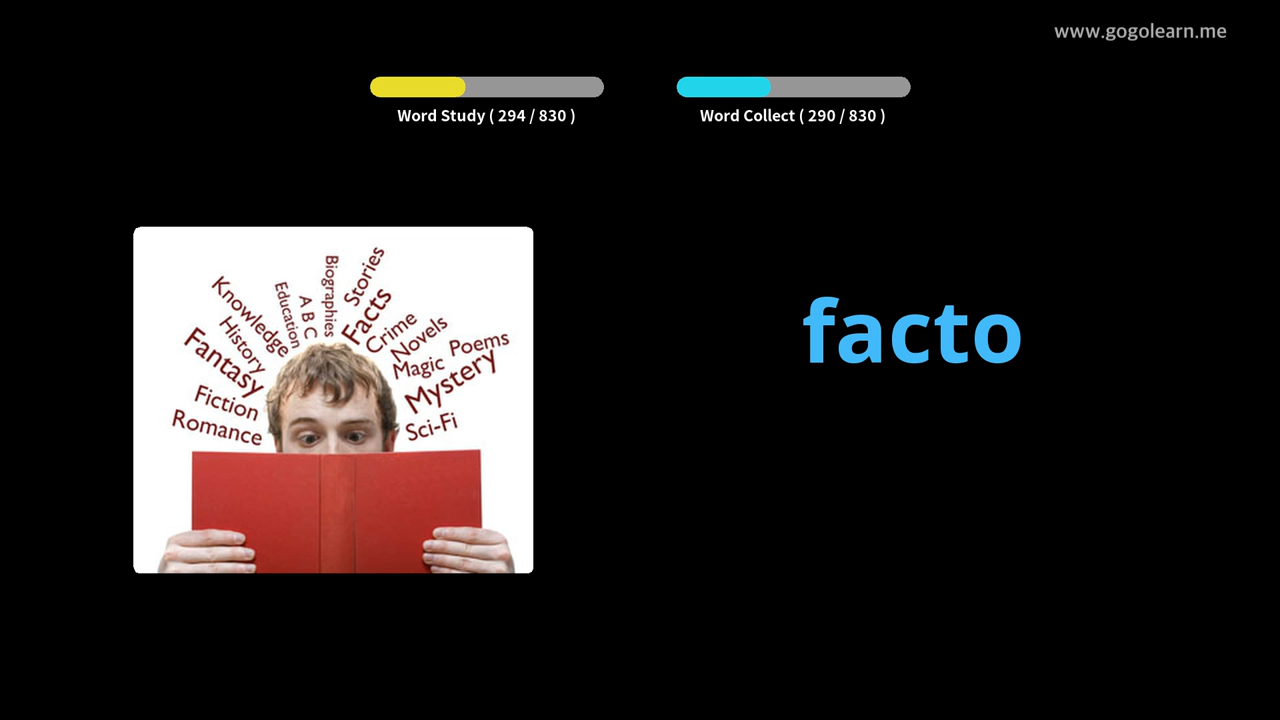 www.gogolearn.me
Word Study ( 294 / 830 )
Word Collect ( 290 / 830 )
facto
Biographies
Stories
Education
A B C
Facts
Knowledge
Crime
History
Novels
Poems
Fantasy
Magic
Mystery
Fiction
Romance
Sci-Fi